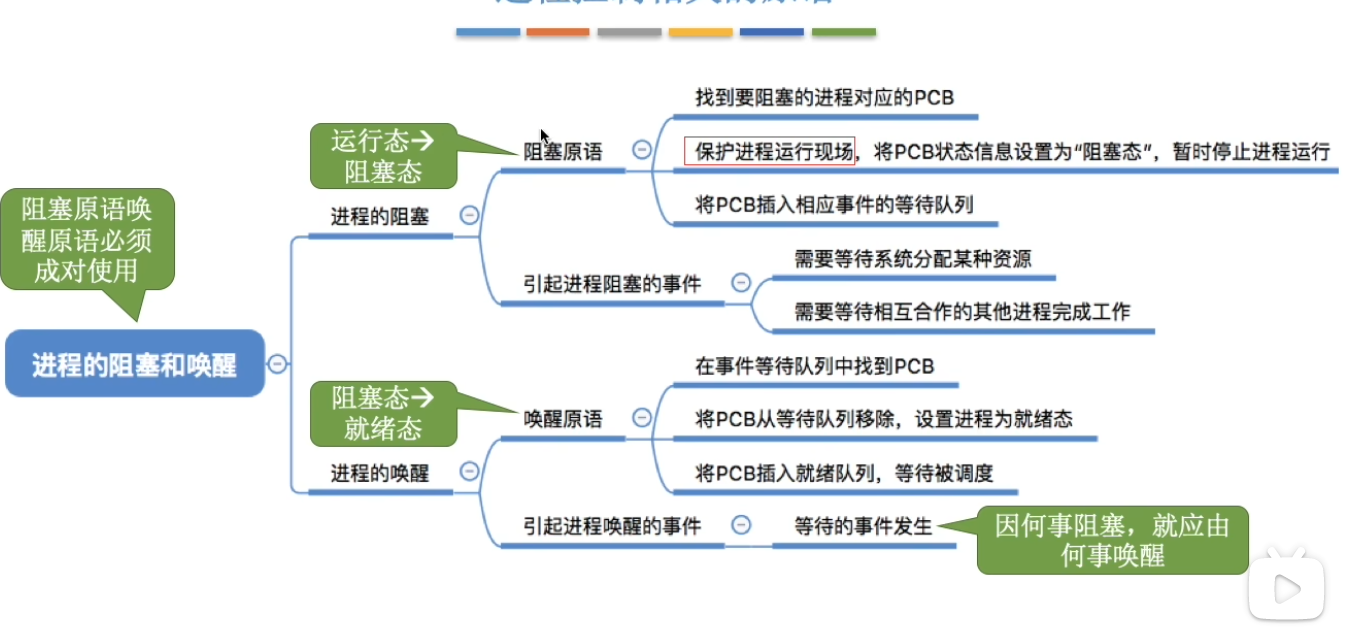 找到要阻塞的进程对应的PCB
运行态→
阻塞态
阻塞原语
保护进程运行现场，将PCB状态信息设置为“阻塞态”，暂时停止进程运行
将PCB插入相应事件的等待队列
进程的阻塞
阻塞原语唤
醒原语必须
成对使用
引起进程阻塞的事件
需要等待系统分配某种资源
需要等待相互合作的其他进程完成工作
进程的阻塞和唤醒
阻塞态→
就绪态
唤醒原语
在事件等待队列中找到PCB
将PCB从等待队列移除，设置进程为就绪态
将PCB插入就绪队列，等待被调度
进程的唤醒
引起进程唤醒的事件
等待的事件发生
因何事阻塞，就应由
何事唤醒